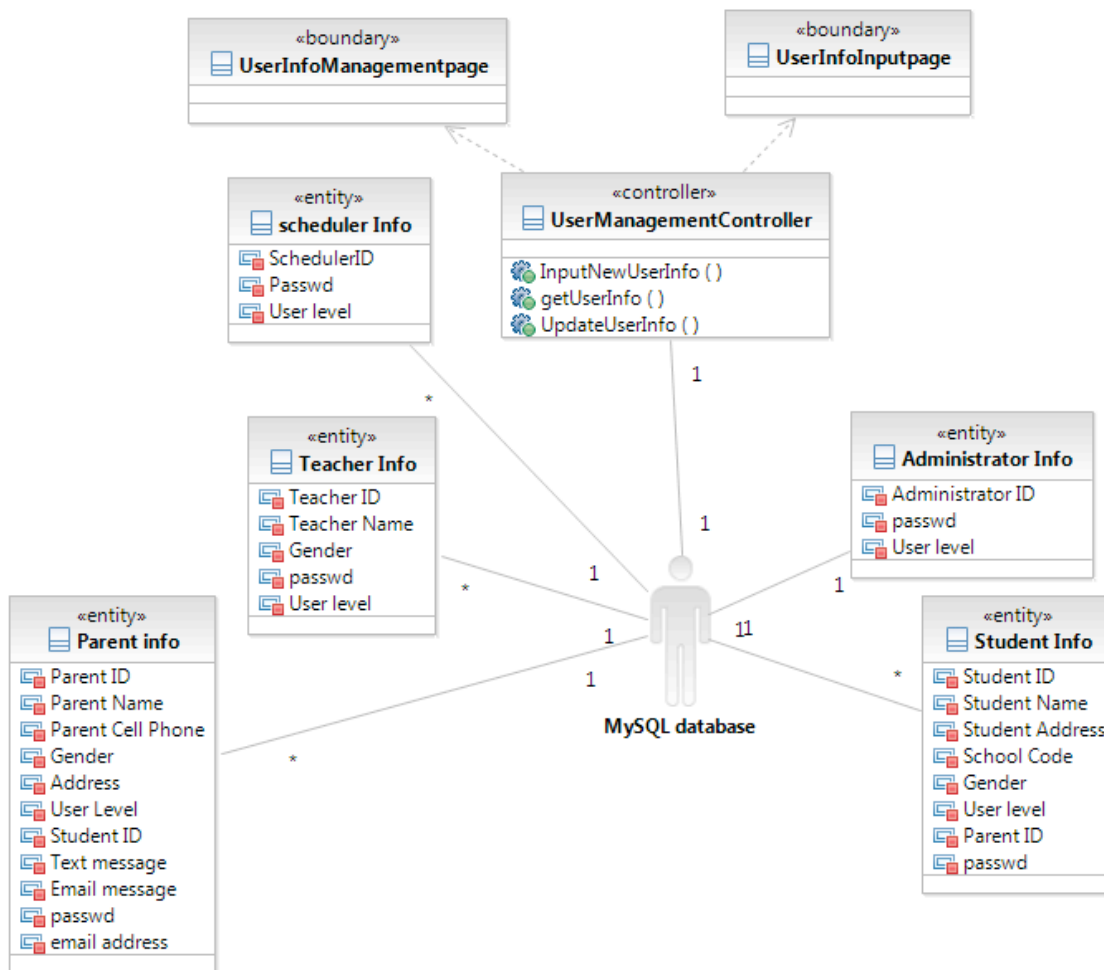 «boundary»
UserInfoManagementpage
«boundary»
UserInfoInputpage
«entity»
scheduler Info
SchedulerID
Passwd
User level
«controller»
UserManagementController
InputNewUserInfo ( )
getUserInfo ( )
UpdateUserInfo ( )
1
*
«entity»
Teacher Info
Teacher ID
Teacher Name
Gender
passwd
User level
«entity»
Administrator Info
Administrator ID
passwd
User level
1
1
*
1
«entity»
Parent info
Parent ID
Parent Name
Parent Cell Phone
Gender
Address
User Level
Student ID
Text message
Email message
passwd
email address
1
1
1
1
*
*
MySQL database
«entity»
Student Info
Student ID
Student Name
Student Address
School Code
Gender
User level
Parent ID
passwd